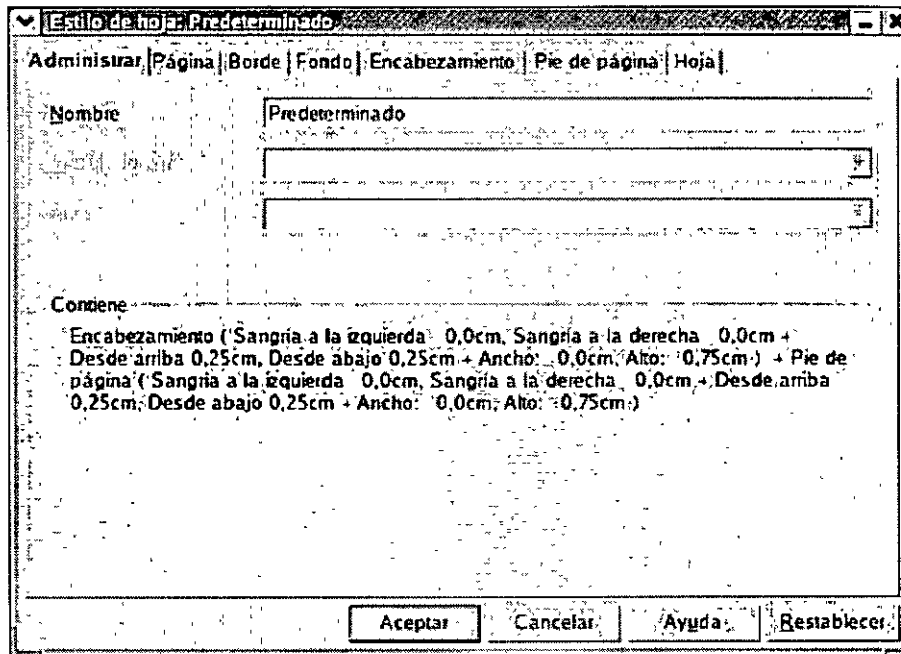 Estilo de hoja: Predeterminado
Administrar Página Borde Fondo Encabezamiento Pie de página Hoja
Nombre Predeterminado
Contiene
Encabezamiento ( Sangría a la izquierda 0,0cm, Sangría a la derecha 0,0cm +
Desde arriba 0,25cm, Desde abajo 0,25cm + Ancho: 0,0cm, Alto: 0,75cm ) + Pie de
página ( Sangría a la izquierda 0,0cm, Sangría a la derecha 0,0cm + Desde arriba
0,25cm, Desde abajo 0,25cm + Ancho: 0,0cm, Alto: 0,75cm )
Aceptar Cancelar Ayuda Restablecer